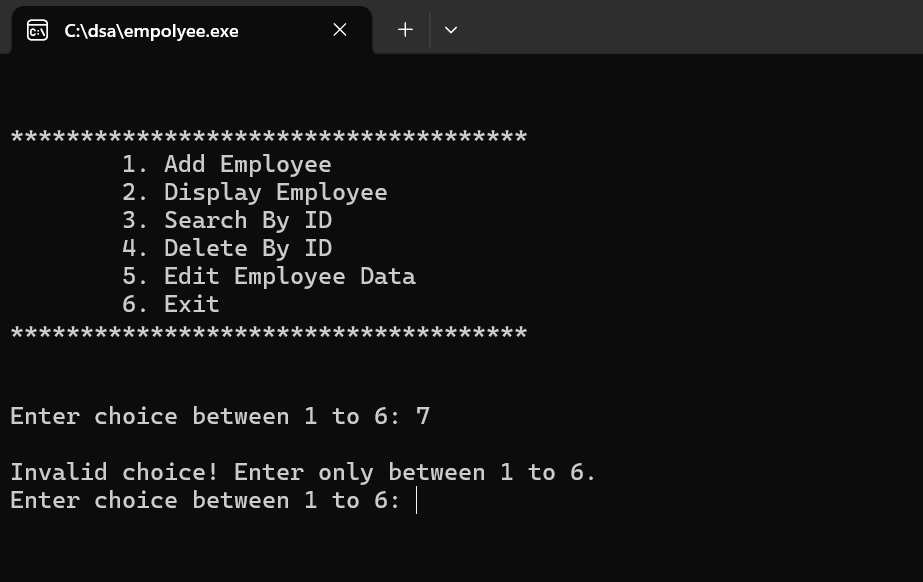 C:\dsa\empolyee.exe
*************************************
1. Add Employee
2. Display Employee
3. Search By ID
4. Delete By ID
5. Edit Employee Data
6. Exit
*************************************
Enter choice between 1 to 6: 7
Invalid choice! Enter only between 1 to 6.
Enter choice between 1 to 6: